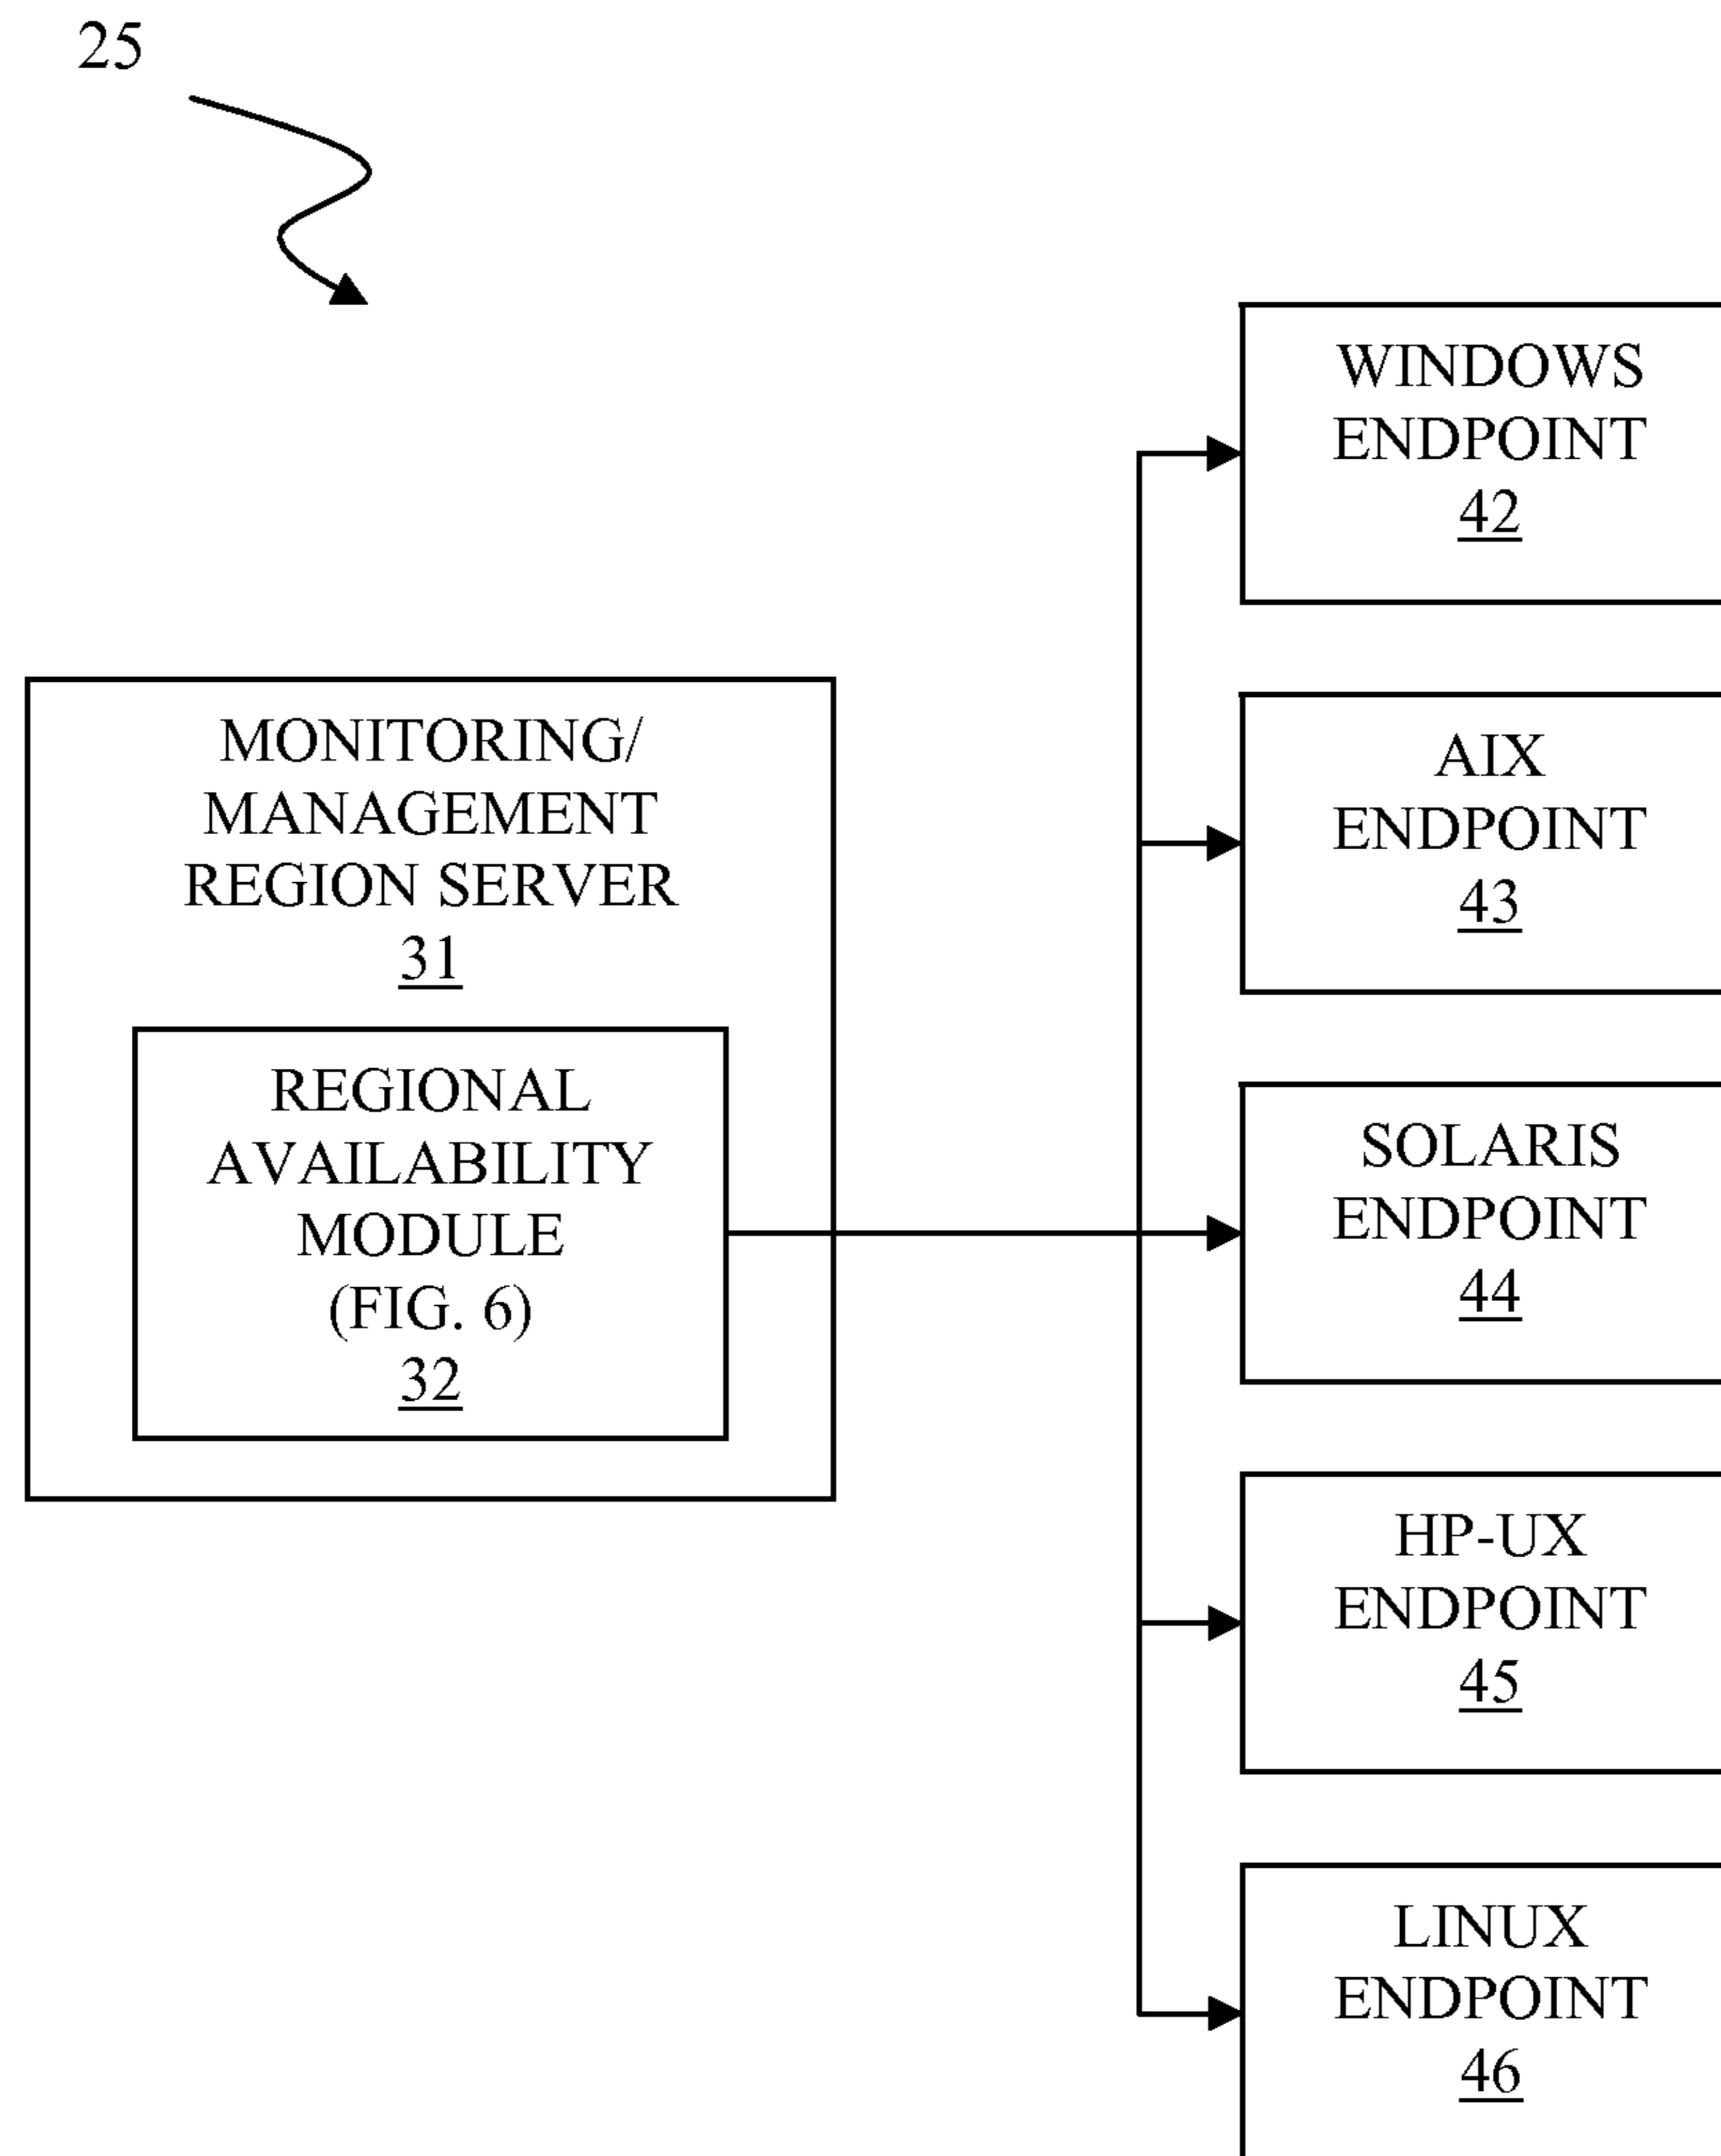 25
WINDOWS
ENDPOINT
42
MONITORING/
MANAGEMENT
REGION SERVER
31
REGIONAL
AVAILABILITY
MODULE
(FIG. 6)
32
AIX
ENDPOINT
43
SOLARIS
ENDPOINT
44
HP-UX
ENDPOINT
45
LINUX
ENDPOINT
46